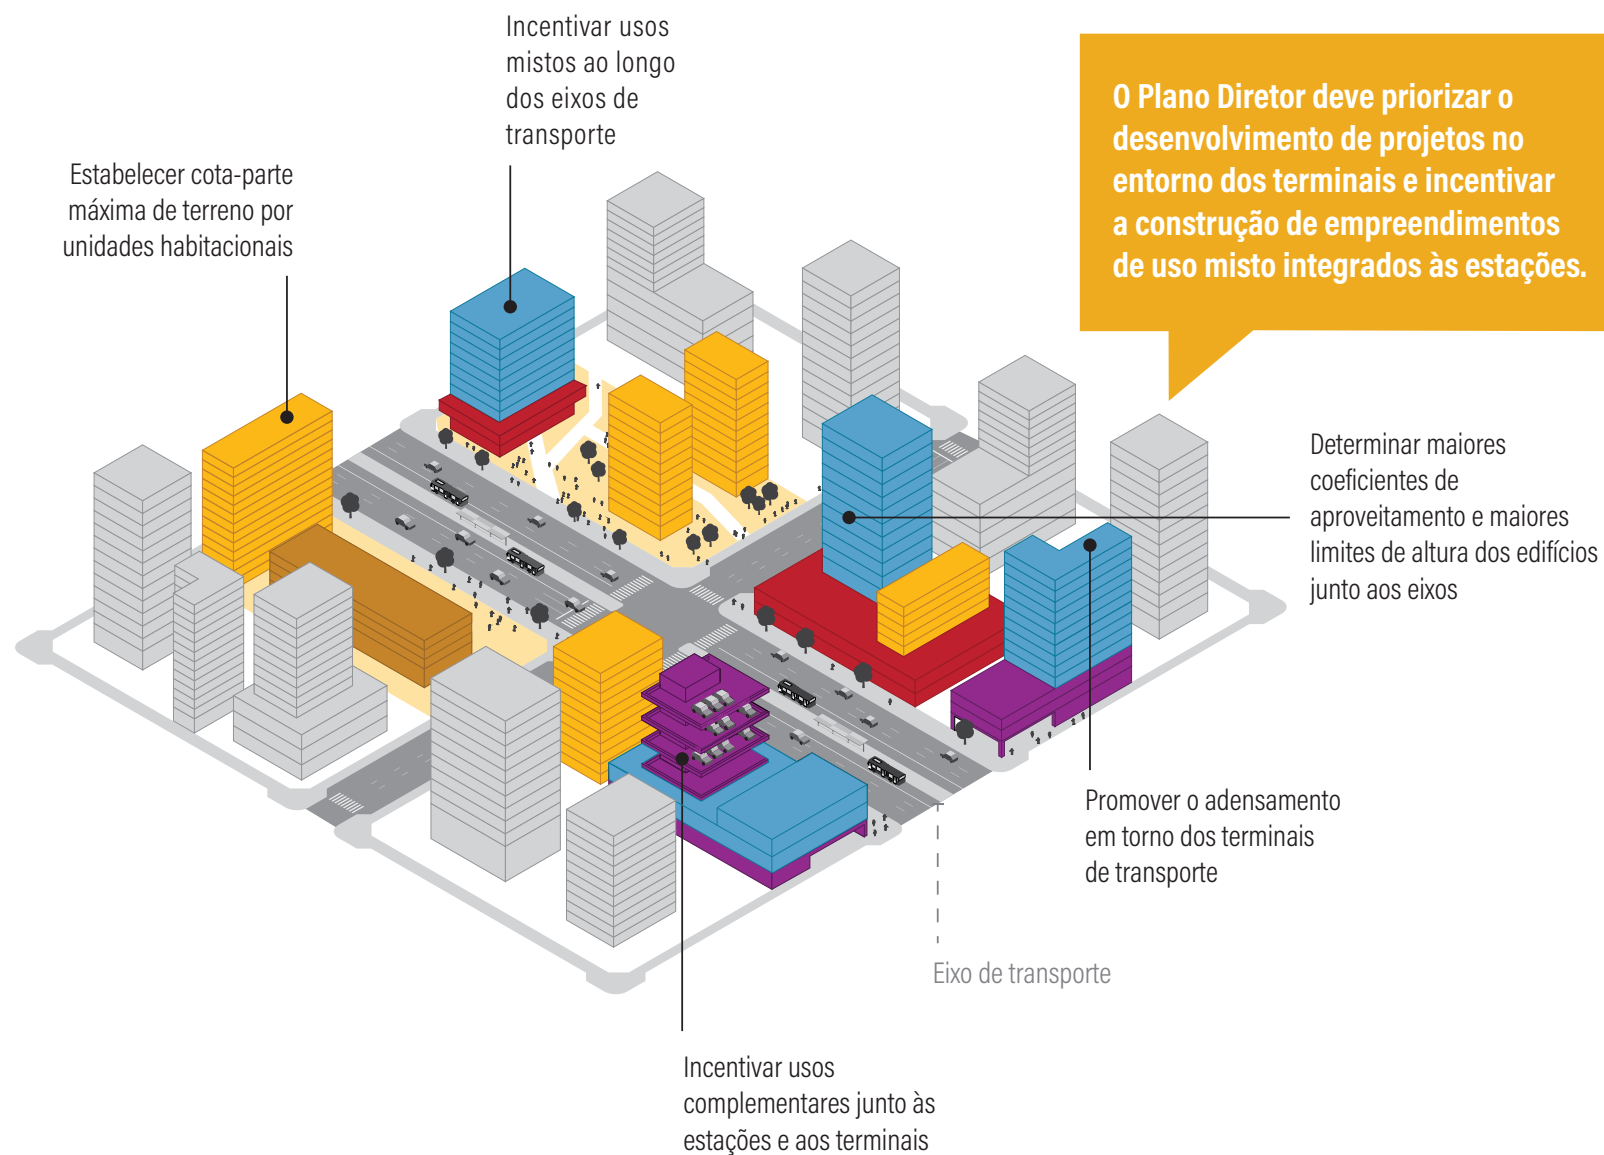 Incentivar usos
mistos ao longo
dos eixos de
transporte
O Plano Diretor deve priorizar o
desenvolvimento de projetos no
entorno dos terminais e incentivar
a construção de empreendimentos
de uso misto integrados às estações.
Estabelecer cota-parte
máxima de terreno por
unidades habitacionais
Determinar maiores
coeficientes de
aproveitamento e maiores
limites de altura dos edifícios
junto aos eixos
Promover o adensamento
em torno dos terminais
de transporte
Eixo de transporte
Incentivar usos
complementares junto às
estações e aos terminais